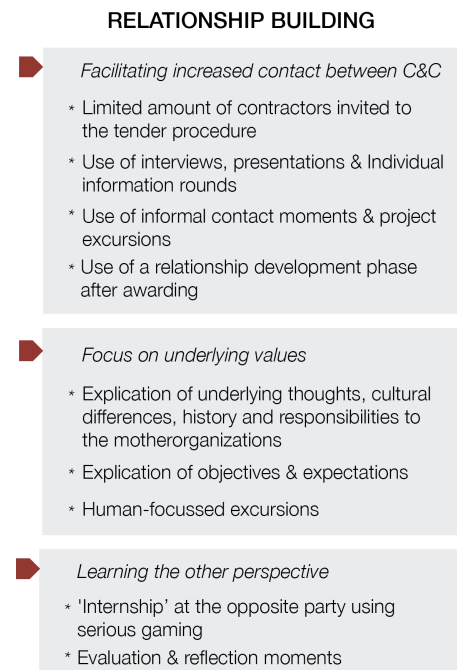 RELATIONSHIP BUILDING
Facilitating increased contact between C&C
* Limited amount of contractors invited to
the tender procedure
* Use of interviews, presentations & Individual
information rounds
* Use of informal contact moments & project
excursions
* Use of a relationship development phase
after awarding
Focus on underlying values
* Explication of underlying thoughts, cultural
differences, history and responsibilities to
the motherorganizations
* Explication of objectives & expectations
* Human-focussed excursions
Learning the other perspective
* 'Internship’ at the opposite party using
serious gaming
* Evaluation & reflection moments